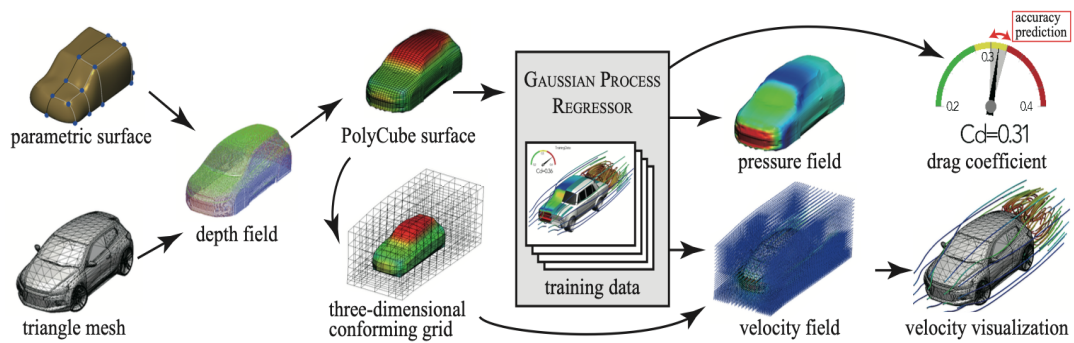 parametric surface
triangle mesh
depth field
PolyCube surface
three-dimensional
conforming grid
GAUSSIAN PROCESS
REGRESSOR
Cd=0.36
training data
pressure field
velocity field
accuracy
prediction
0.3
0.2
0.4
Cd=0.31
drag coefficient
velocity visualization